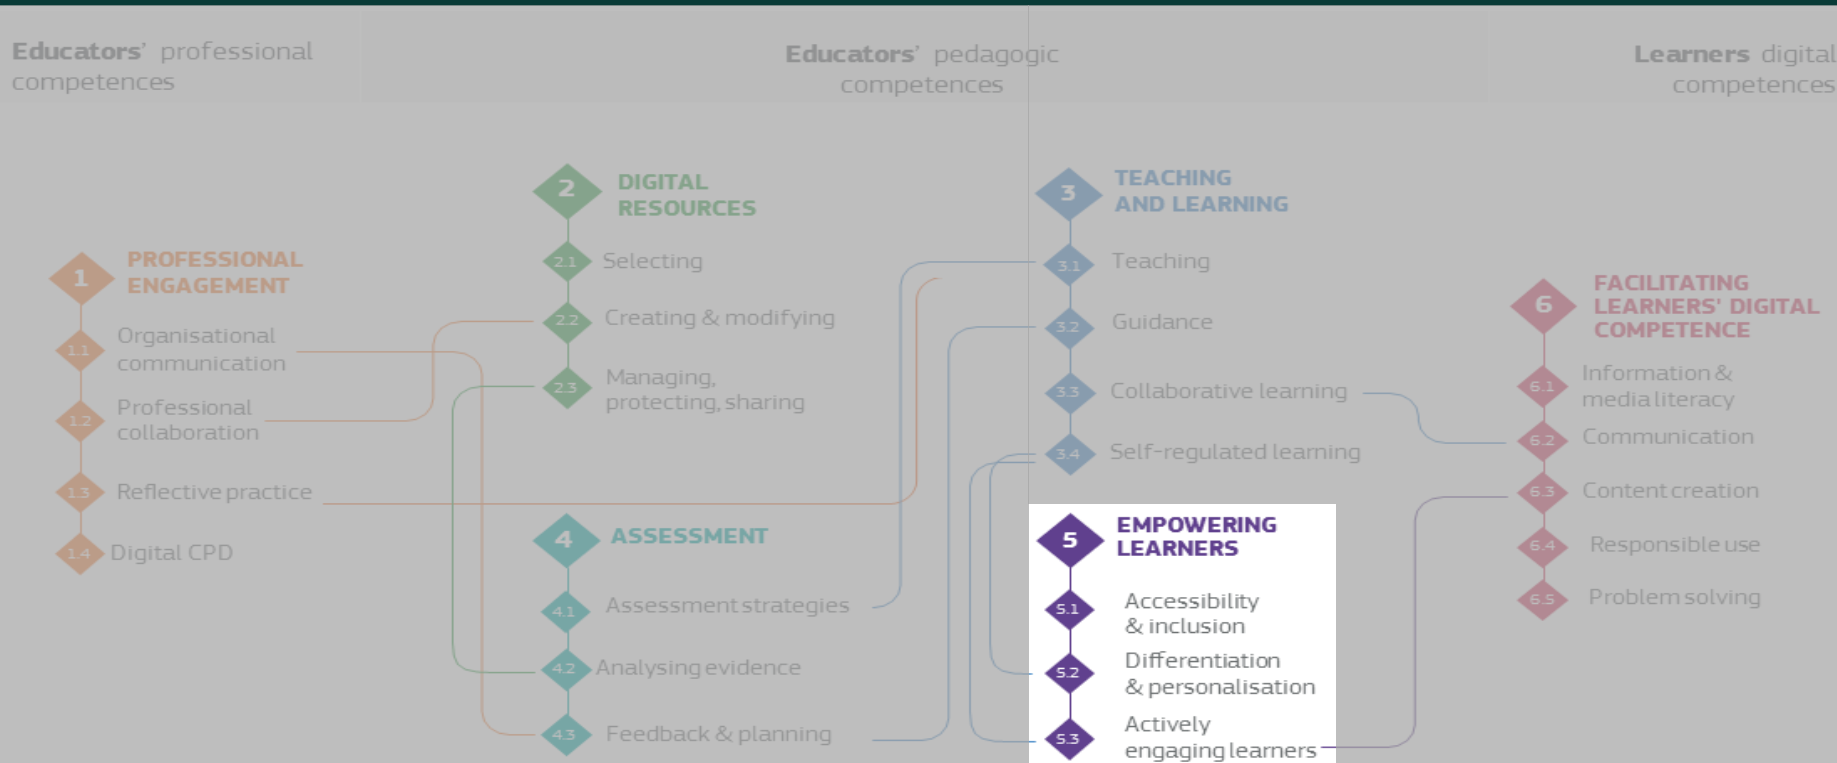 Educators’ professional
competences
Educators’ pedagogic
competences
Learners digital
competences
1
PROFESSIONAL
ENGAGEMENT
1.1
Organisational
communication
1.2
Professional
collaboration
1.3
Reflective practice
1.4
Digital CPD
2
DIGITAL
RESOURCES
2.1
Selecting
2.2
Creating & modifying
2.3
Managing,
protecting, sharing
3
TEACHING
AND LEARNING
3.1
Teaching
3.2
Guidance
3.3
Collaborative learning
3.4
Self-regulated learning
4
ASSESSMENT
4.1
Assessment strategies
4.2
Analysing evidence
4.3
Feedback & planning
5
EMPOWERING
LEARNERS
5.1
Accessibility
& inclusion
5.2
Differentiation
& personalisation
5.3
Actively
engaging learners
6
FACILITATING
LEARNERS' DIGITAL
COMPETENCE
6.1
Information &
media literacy
6.2
Communication
6.3
Content creation
6.4
Responsible use
6.5
Problem solving